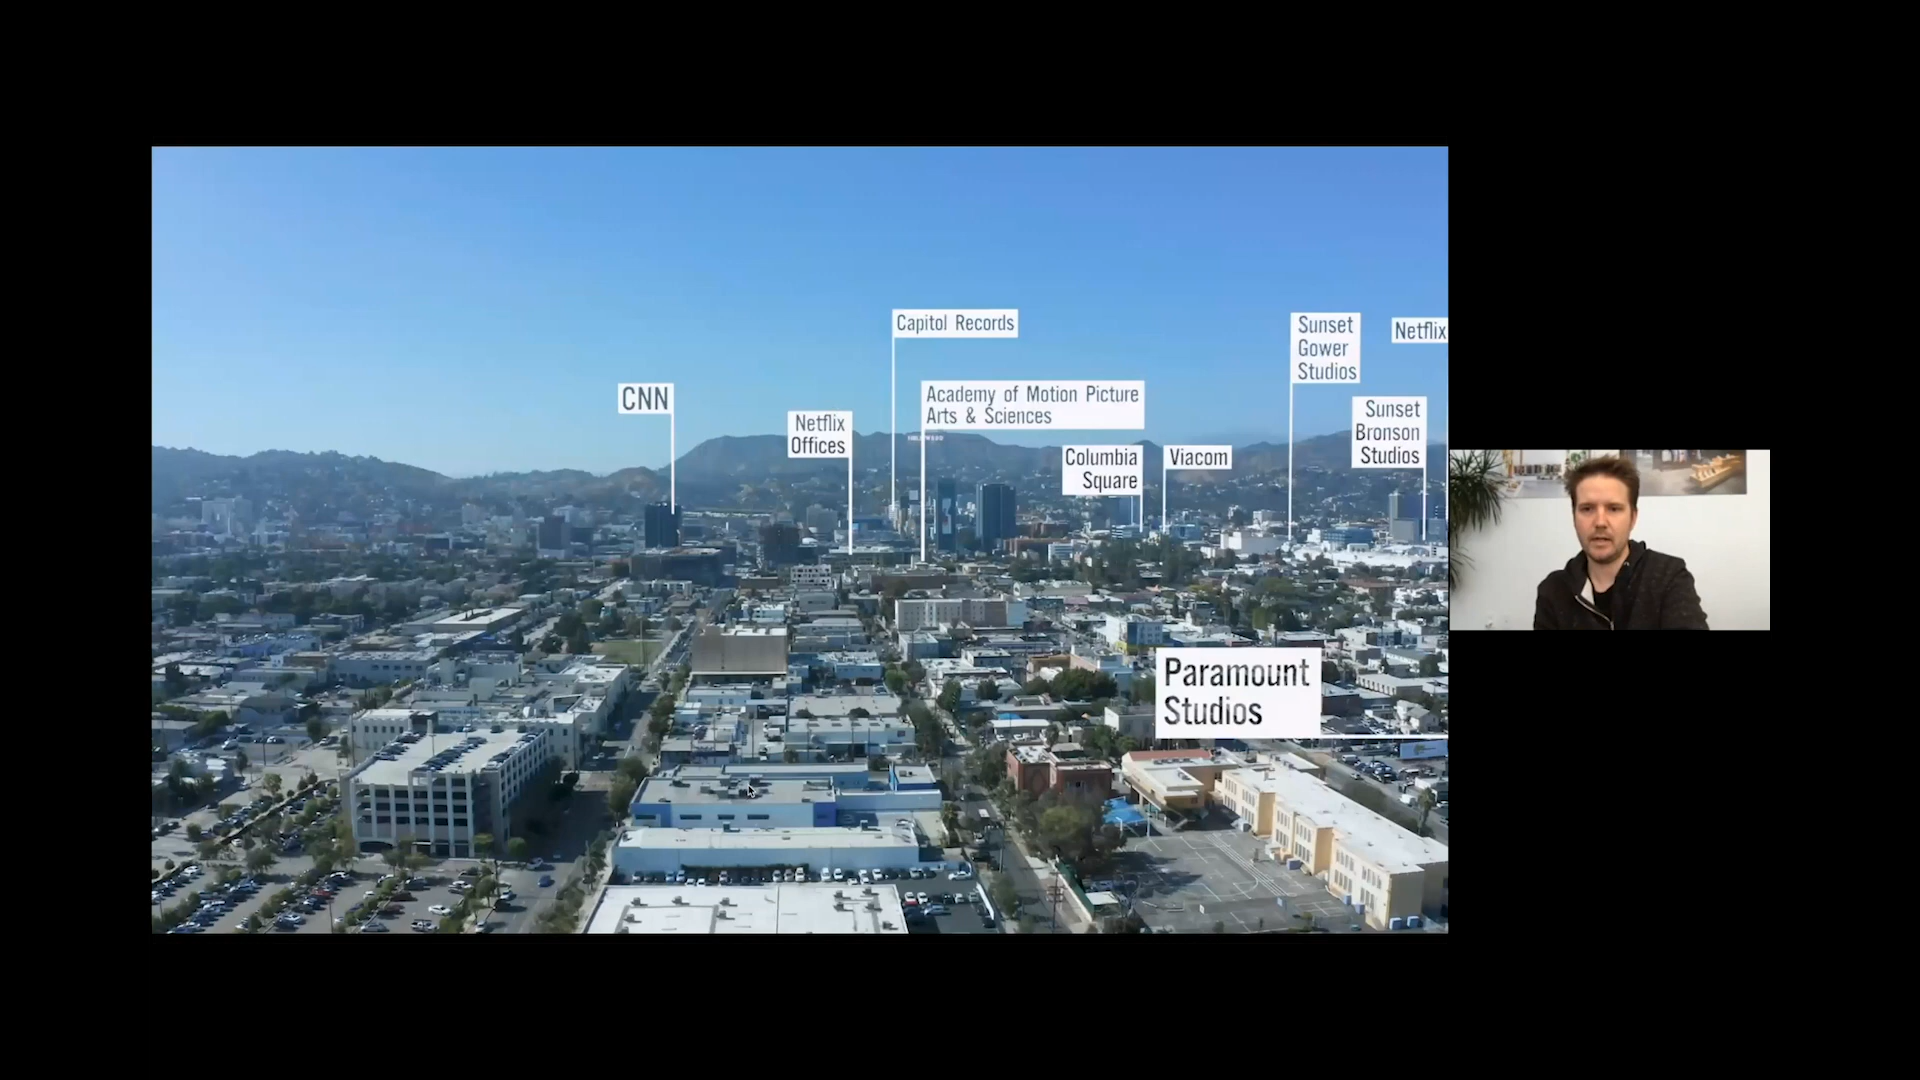 Capitol Records
Sunset
Gower
Studios
Netflix
CNN
Academy of Motion Picture
Arts & Sciences
Netflix
Offices
Sunset
Bronson
Studios
Columbia
Square
Viacom
HOLLYWOOD
Paramount
Studios